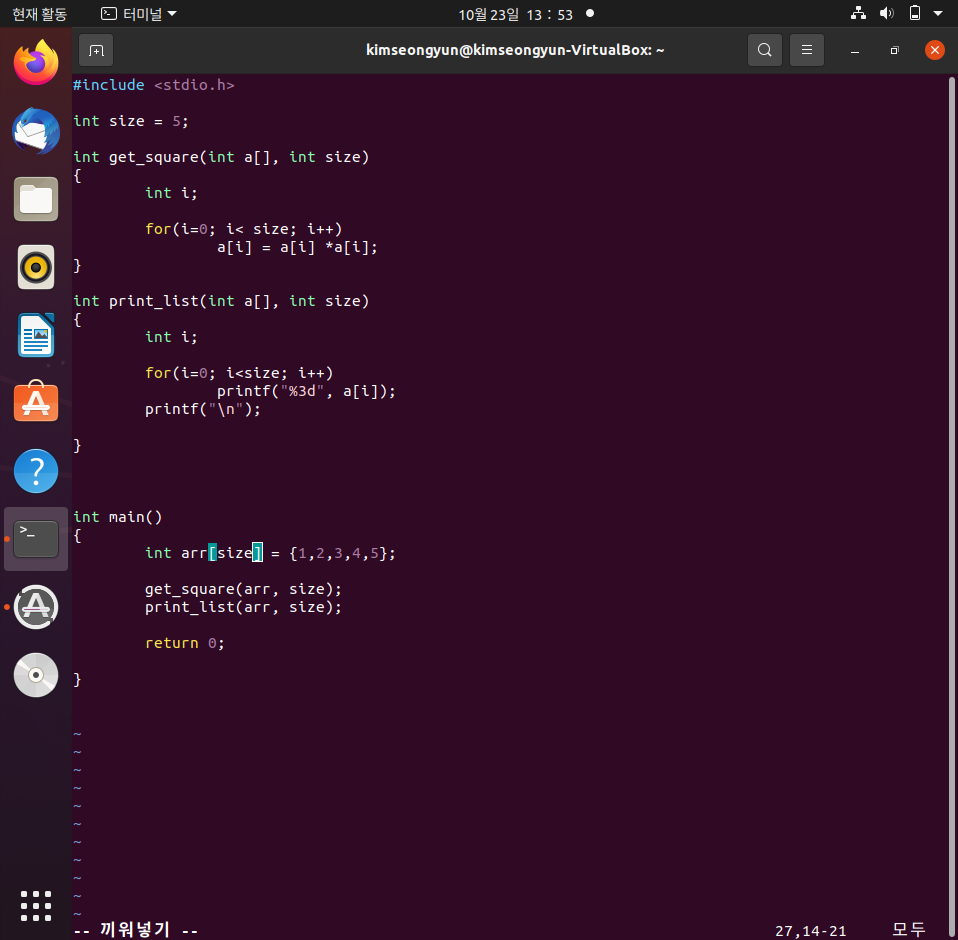 현재 활동 터미널 10월 23일 13 : 53
kimseongyun@kimseongyun-VirtualBox: ~
#include <stdio.h>
int size = 5;
int get_square(int a[], int size)
{
int i;
for(i=0; i< size; i++)
a[i] = a[i] *a[i];
}
int print_list(int a[], int size)
{
int i;
for(i=0; i<size; i++)
printf("%3d", a[i]);
printf("\n");
}
int main()
{
int arr[size] = {1,2,3,4,5};
get_square(arr, size);
print_list(arr, size);
return 0;
}
~
~
~
~
~
~
~
~
~
~
~
-- 끼워넣기 -- 27,14-21 모두